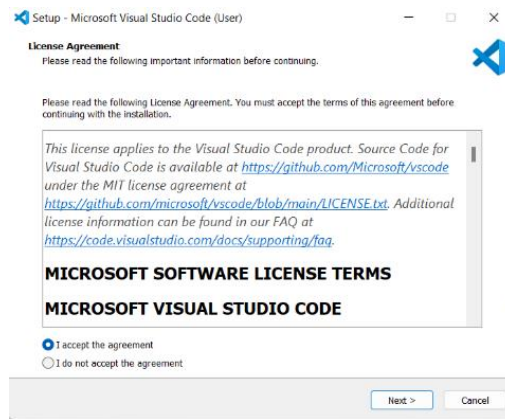 Setup - Microsoft Visual Studio Code (User)
License Agreement
Please read the following important information before continuing.
Please read the following License Agreement. You must accept the terms of this agreement before
continuing with the installation.
This license applies to the Visual Studio Code product. Source Code for
Visual Studio Code is available at https://github.com/Microsoft/vscode
under the MIT license agreement at
https://github.com/microsoft/vscode/blob/main/LICENSE.txt. Additional
license information can be found in our FAQ at
https://code.visualstudio.com/docs/supporting/faq.
MICROSOFT SOFTWARE LICENSE TERMS
MICROSOFT VISUAL STUDIO CODE
I accept the agreement
I do not accept the agreement
Next >
Cancel